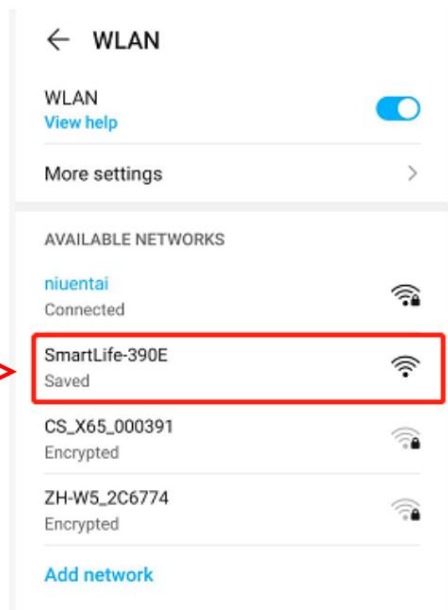 WLAN
WLAN
View help
More settings
AVAILABLE NETWORKS
niuentai
Connected
SmartLife-390E
Saved
CS_X65_000391
Encrypted
ZH-W5_2C6774
Encrypted
Add network